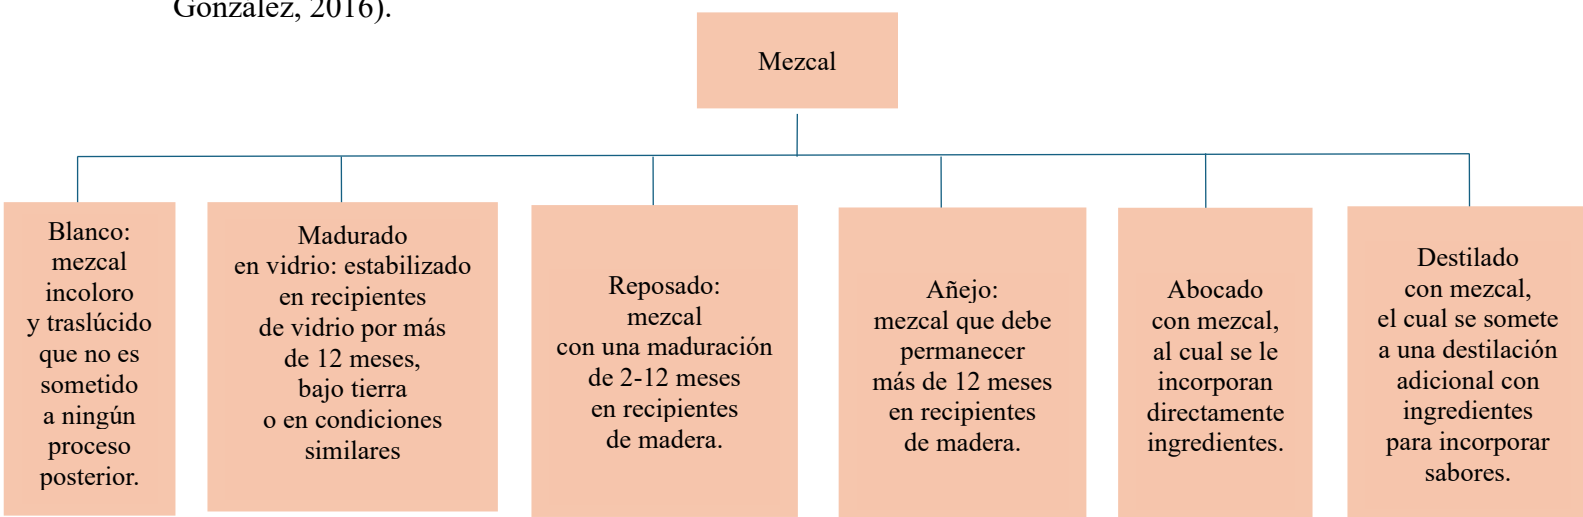 González, 2016).
Mezcal
Blanco:
mezcal
incoloro
y traslúcido
que no es
sometido
a ningún
proceso
posterior.
Madurado
en vidrio: estabilizado
en recipientes
de vidrio por más
de 12 meses,
bajo tierra
o en condiciones
similares
Reposado:
mezcal
con una maduración
de 2-12 meses
en recipientes
de madera.
Añejo:
mezcal que debe
permanecer
más de 12 meses
en recipientes
de madera.
Abocado
con mezcal,
al cual se le
incorporan
directamente
ingredientes.
Destilado
con mezcal,
el cual se somete
a una destilación
adicional con
ingredientes
para incorporar
sabores.